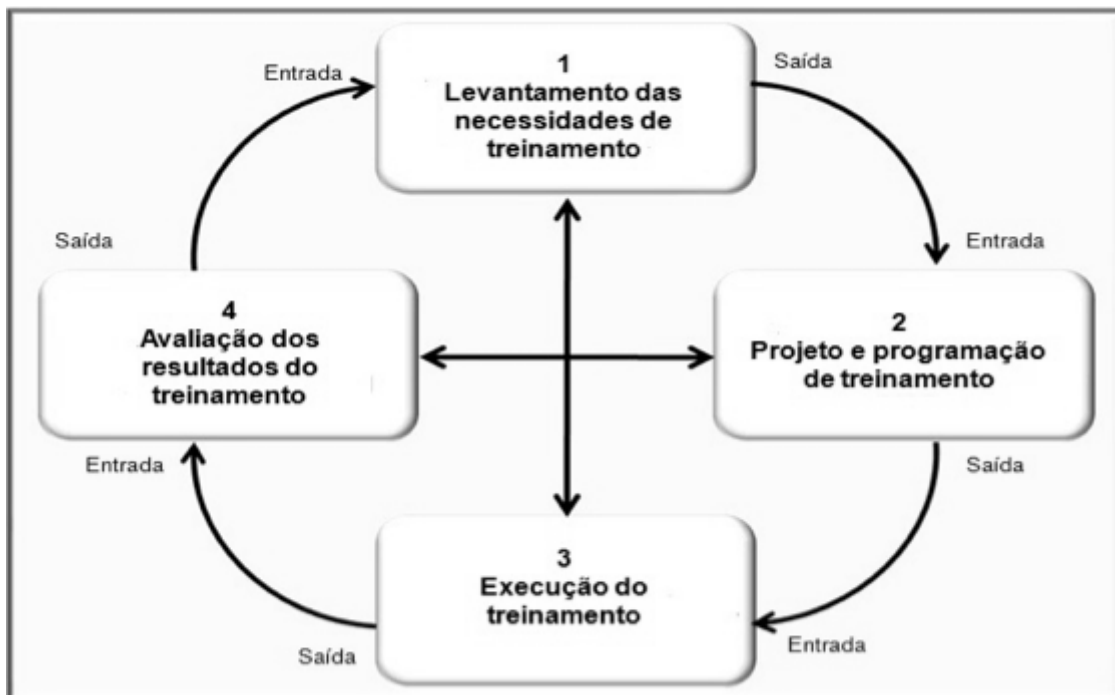 1
Levantamento das
necessidades de
treinamento
Saída
Entrada
2
Projeto e programação
de treinamento
Saída
Entrada
3
Execução do
treinamento
Saída
Entrada
4
Avaliação dos
resultados do
treinamento
Saída
Entrada